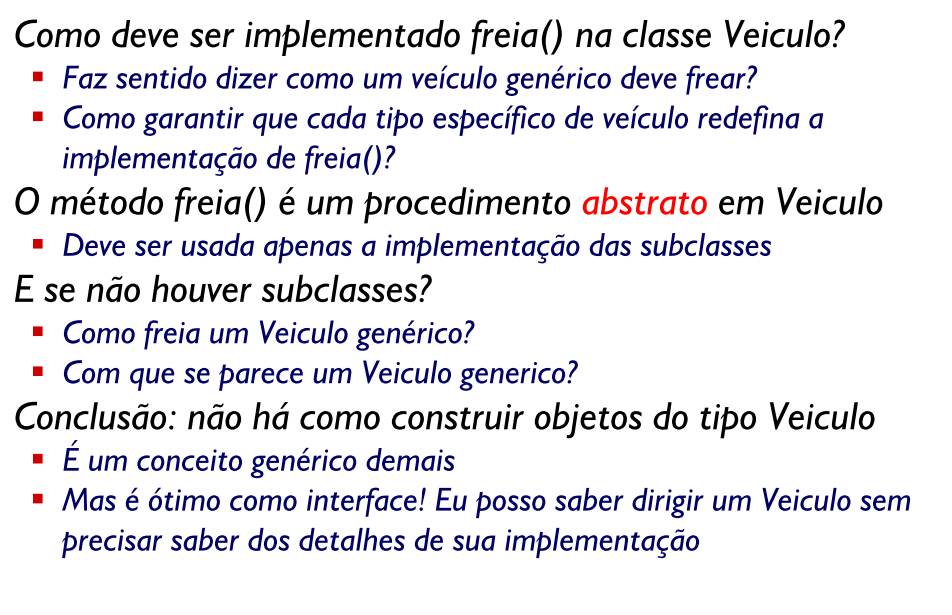 Como deve ser implementado freia() na classe Veiculo?
▪ Faz sentido dizer como um veículo genérico deve frear?
▪ Como garantir que cada tipo específico de veículo redefina a
implementação de freia()?
O método freia() é um procedimento abstrato em Veiculo
▪ Deve ser usada apenas a implementação das subclasses
E se não houver subclasses?
▪ Como freia um Veiculo genérico?
▪ Com que se parece um Veiculo generico?
Conclusão: não há como construir objetos do tipo Veiculo
▪ É um conceito genérico demais
▪ Mas é ótimo como interface! Eu posso saber dirigir um Veiculo sem
precisar saber dos detalhes de sua implementação